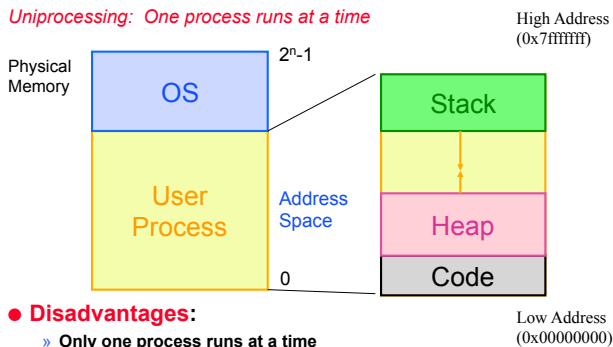 Uniprocessing: One process runs at a time
High Address
(0x7fffffff)
Physical
Memory
2ⁿ-1
OS
Stack
User
Process
Address
Space
Heap
Code
0
● Disadvantages:
» Only one process runs at a time
Low Address
(0x00000000)